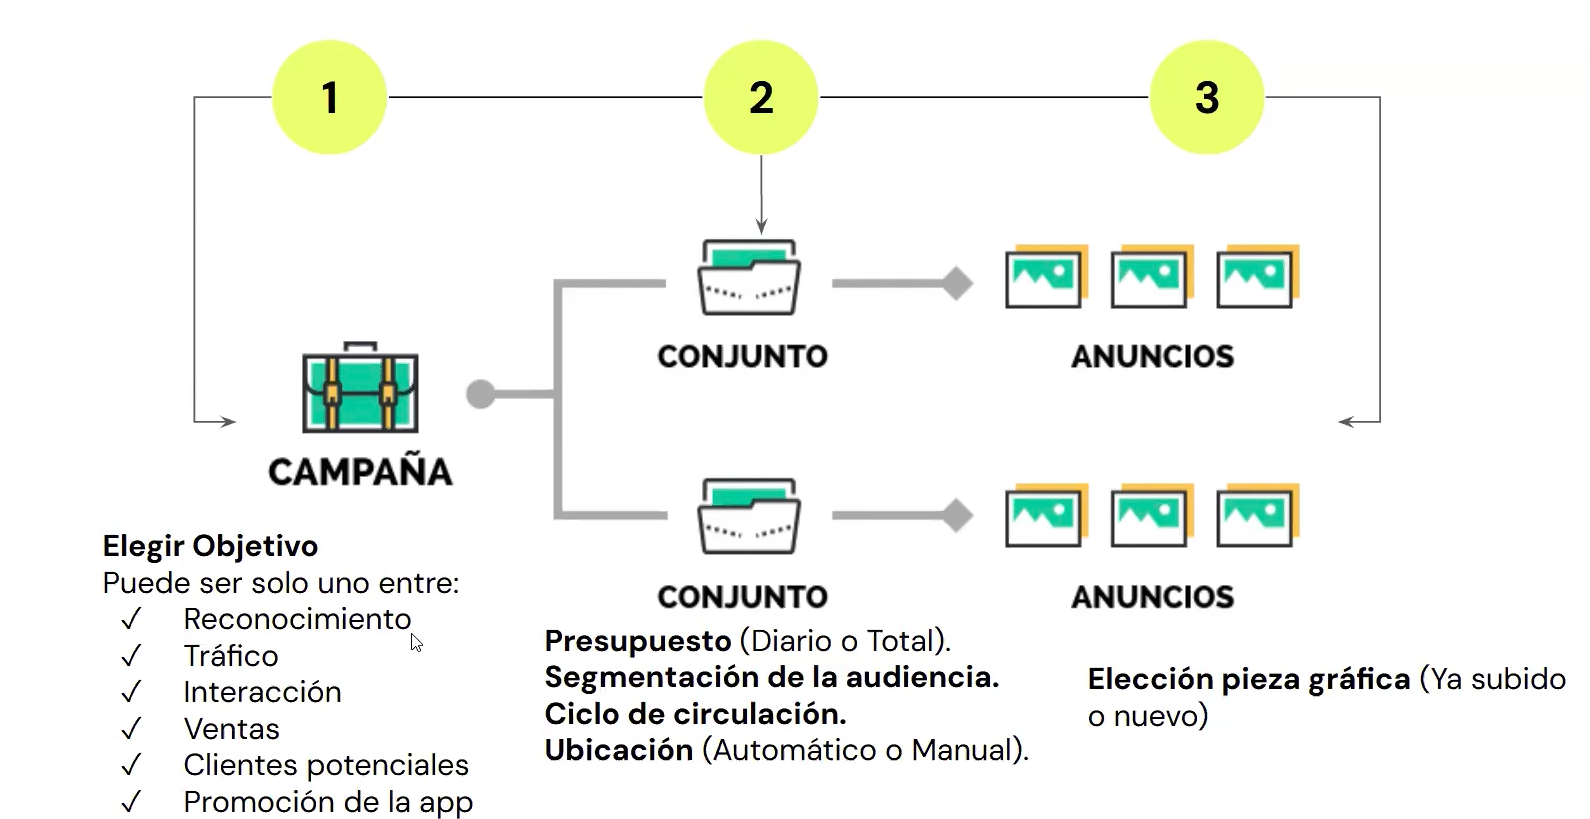 1
2
3
CONJUNTO
ANUNCIOS
CAMPAÑA
CONJUNTO
ANUNCIOS
Elegir Objetivo
Puede ser solo uno entre:
✓ Reconocimiento
✓ Tráfico
✓ Interacción
✓ Ventas
✓ Clientes potenciales
✓ Promoción de la app
Presupuesto (Diario o Total).
Segmentación de la audiencia.
Ciclo de circulación.
Ubicación (Automático o Manual).
Elección pieza gráfica (Ya subido
o nuevo)